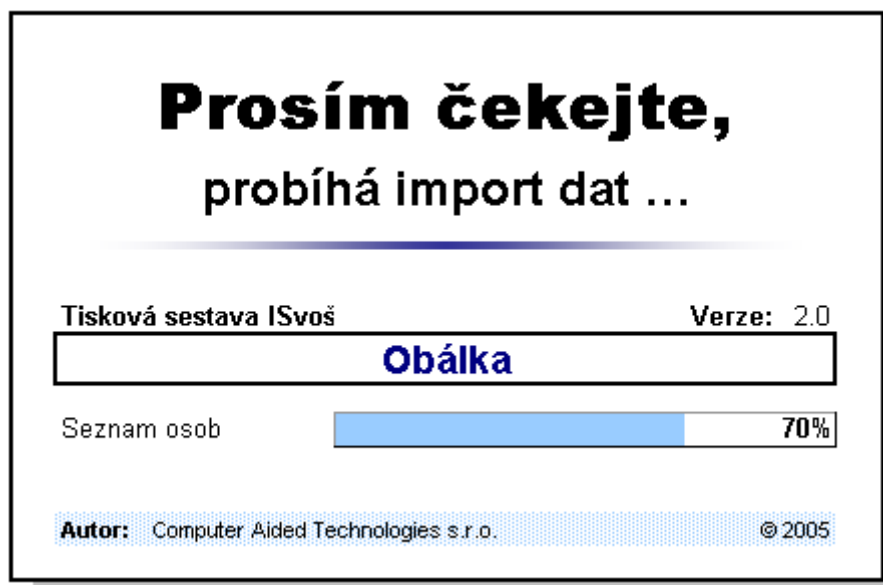 Prosím čekejte,
probíhá import dat ...
Tisková sestava ISvoš Verze: 2.0
Obálka
Seznam osob 70%
Autor: Computer Aided Technologies s.r.o. © 2005